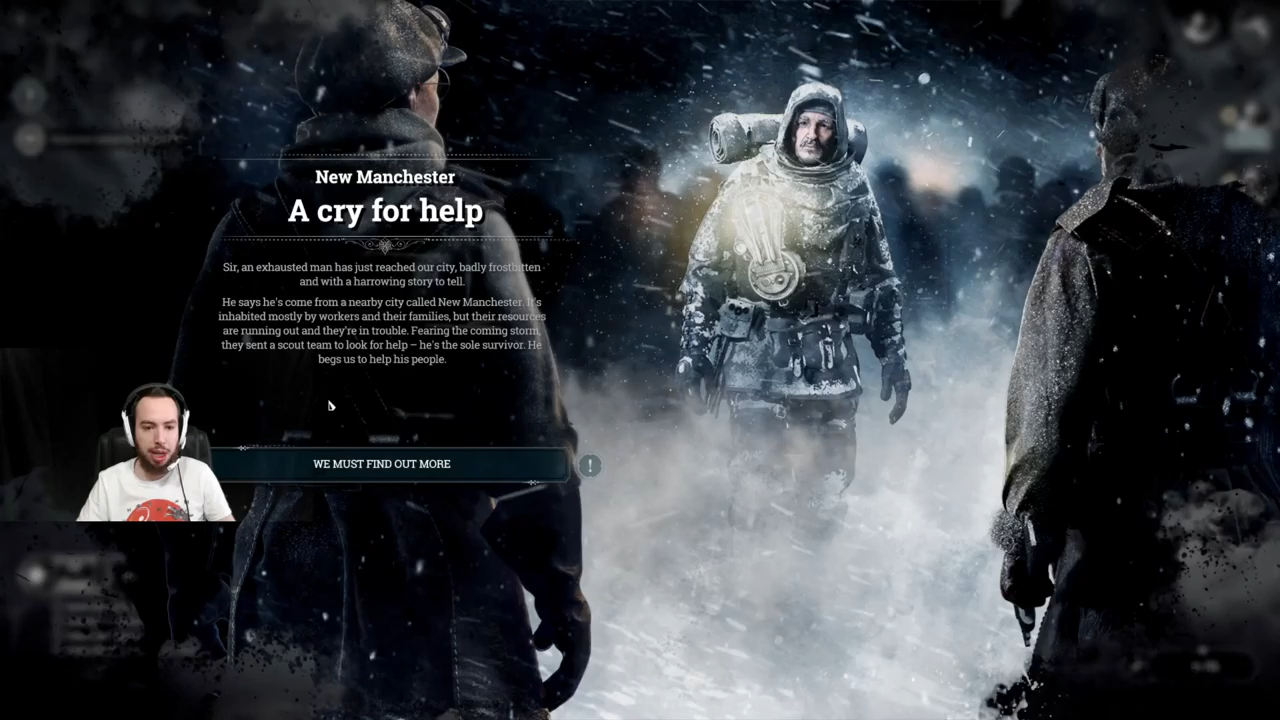 New Manchester
A cry for help
Sir, an exhausted man has just reached our city, badly frostbitten
and with a harrowing story to tell.
He says he's come from a nearby city called New Manchester. It's
inhabited mostly by workers and their families, but their resources
are running out and they're in trouble. Fearing the coming storm,
they sent a scout team to look for help – he's the sole survivor. He
begs us to help his people.
WE MUST FIND OUT MORE
!